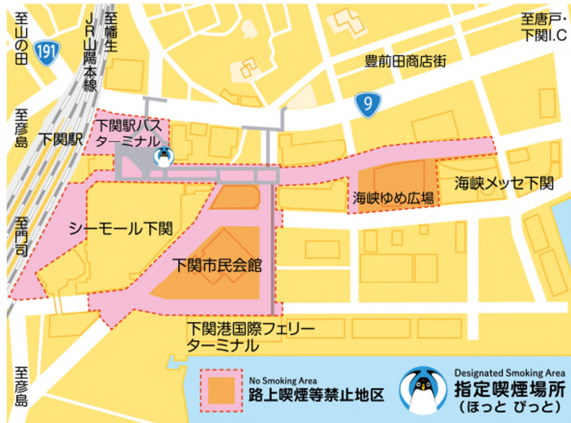 至山の田
191
JR山陽本線
至幡生
至唐戸・
下関I.C
豊前田商店街
9
至彦島
下関駅
下関駅バス
ターミナル
海峡ゆめ広場
海峡メッセ下関
至門司
シーモール下関
下関市民会館
下関港国際フェリー
ターミナル
至彦島
No Smoking Area
路上喫煙等禁止地区
Designated Smoking Area
指定喫煙場所
(ほっと ぴっと)